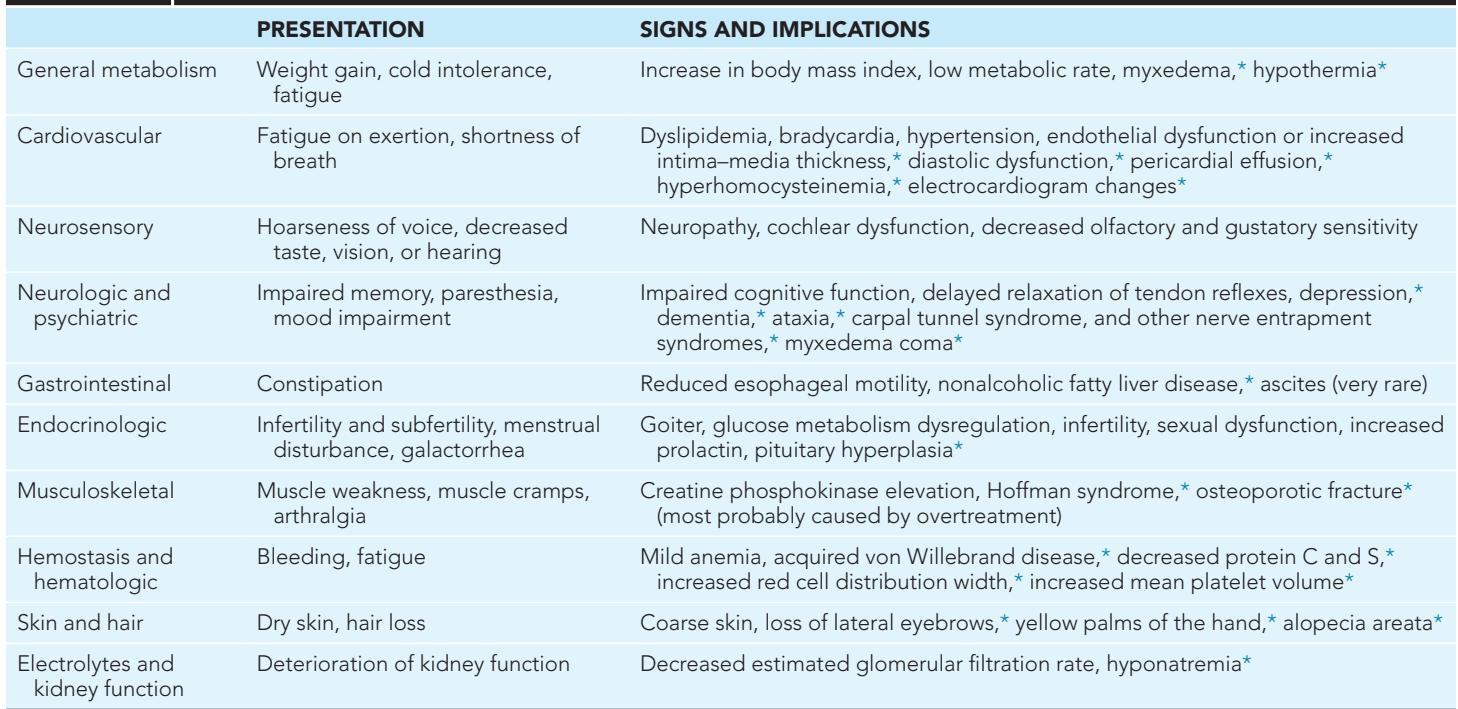 PRESENTATION SIGNS AND IMPLICATIONS
General metabolism Weight gain, cold intolerance, Increase in body mass index, low metabolic rate, myxedema,* hypothermia*
fatigue
Cardiovascular Fatigue on exertion, shortness of Dyslipidemia, bradycardia, hypertension, endothelial dysfunction or increased
breath intima–media thickness,* diastolic dysfunction,* pericardial effusion,*
hyperhomocysteinemia,* electrocardiogram changes*
Neurosensory Hoarseness of voice, decreased Neuropathy, cochlear dysfunction, decreased olfactory and gustatory sensitivity
taste, vision, or hearing
Neurologic and Impaired memory, paresthesia, Impaired cognitive function, delayed relaxation of tendon reflexes, depression,*
psychiatric mood impairment dementia,* ataxia,* carpal tunnel syndrome, and other nerve entrapment
syndromes,* myxedema coma*
Gastrointestinal Constipation Reduced esophageal motility, nonalcoholic fatty liver disease,* ascites (very rare)
Endocrinologic Infertility and subfertility, menstrual Goiter, glucose metabolism dysregulation, infertility, sexual dysfunction, increased
disturbance, galactorrhea prolactin, pituitary hyperplasia*
Musculoskeletal Muscle weakness, muscle cramps, Creatine phosphokinase elevation, Hoffman syndrome,* osteoporotic fracture*
arthralgia (most probably caused by overtreatment)
Hemostasis and Bleeding, fatigue Mild anemia, acquired von Willebrand disease,* decreased protein C and S,*
hematologic increased red cell distribution width,* increased mean platelet volume*
Skin and hair Dry skin, hair loss Coarse skin, loss of lateral eyebrows,* yellow palms of the hand,* alopecia areata*
Electrolytes and Deterioration of kidney function Decreased estimated glomerular filtration rate, hyponatremia*
kidney function